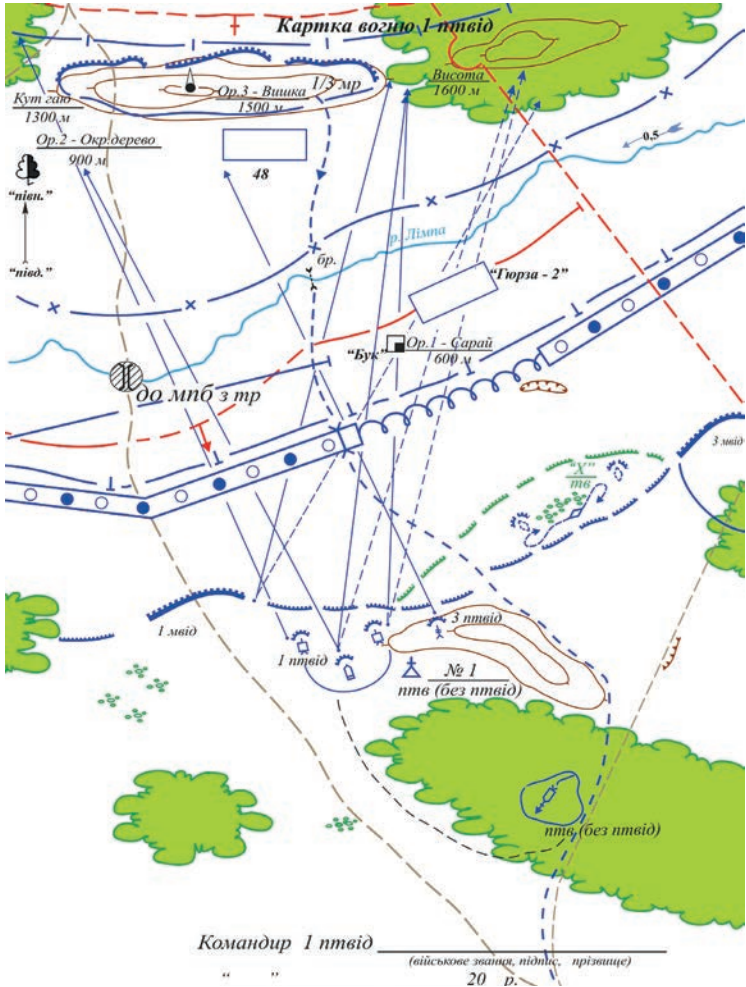 Картка вогню 1 птвід
Висота
1600 м
Ор.3 - Вишка
1500 м
1/3 мр
Кут гаю
1300 м
Ор.2 - Окр.дерево
900 м
48
0,5
"півн."
"півд."
р. Лімпа
бр.
"Гюрза - 2"
"Бук"
Ор.1 - Сарай
600 м
до МПБ з тр
3 мвід
"Х"
тв
1 мвід
3 птвід
1 птвід
№ 1
птв (без птвід)
птв (без птвід)
Командир 1 птвід
(військове звання, підпис, прізвище)
" " 20 р.